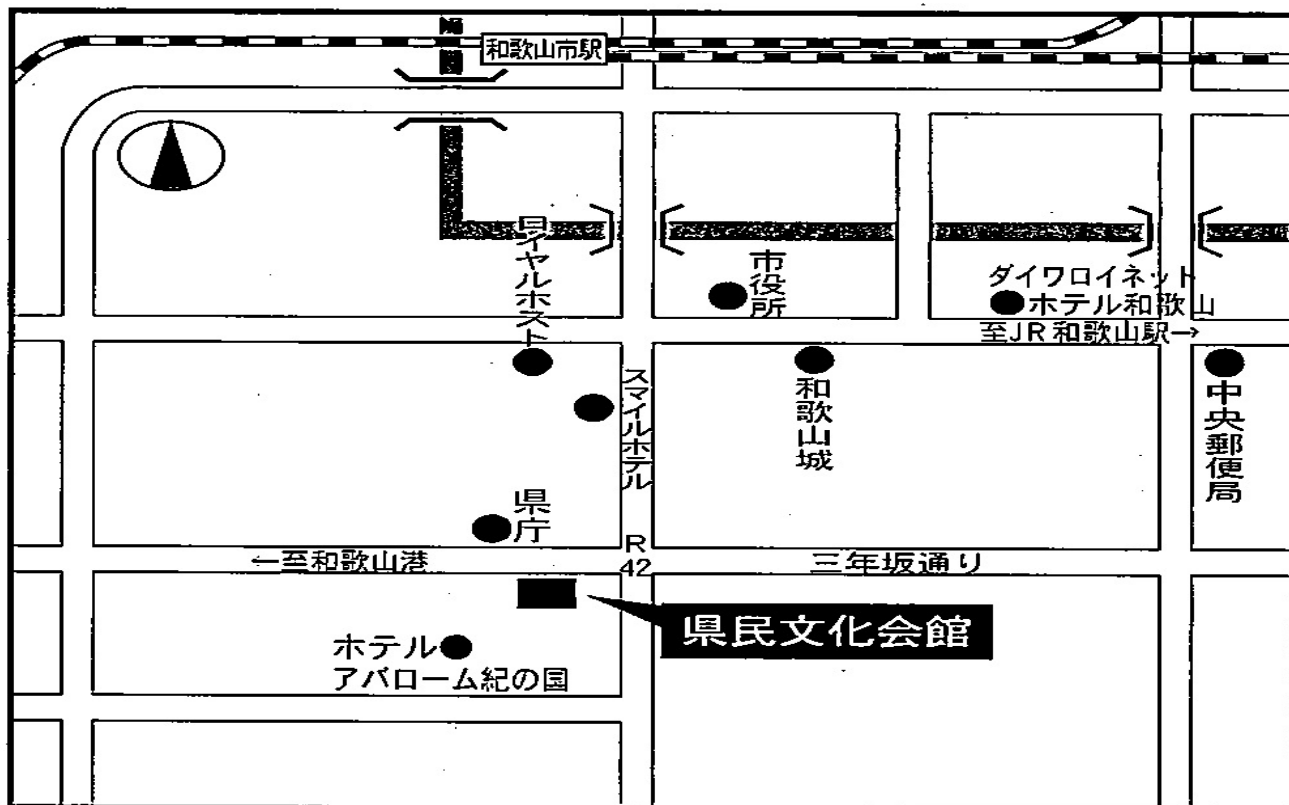 和歌山市駅
ロイヤルホスト
市役所
ダイワロイネット
ホテル和歌山
至JR和歌山駅→
スマイルホテル
和歌山城
中央郵便局
県庁
←至和歌山港
R
42
三年坂通り
県民文化会館
ホテル
アバローム紀の国